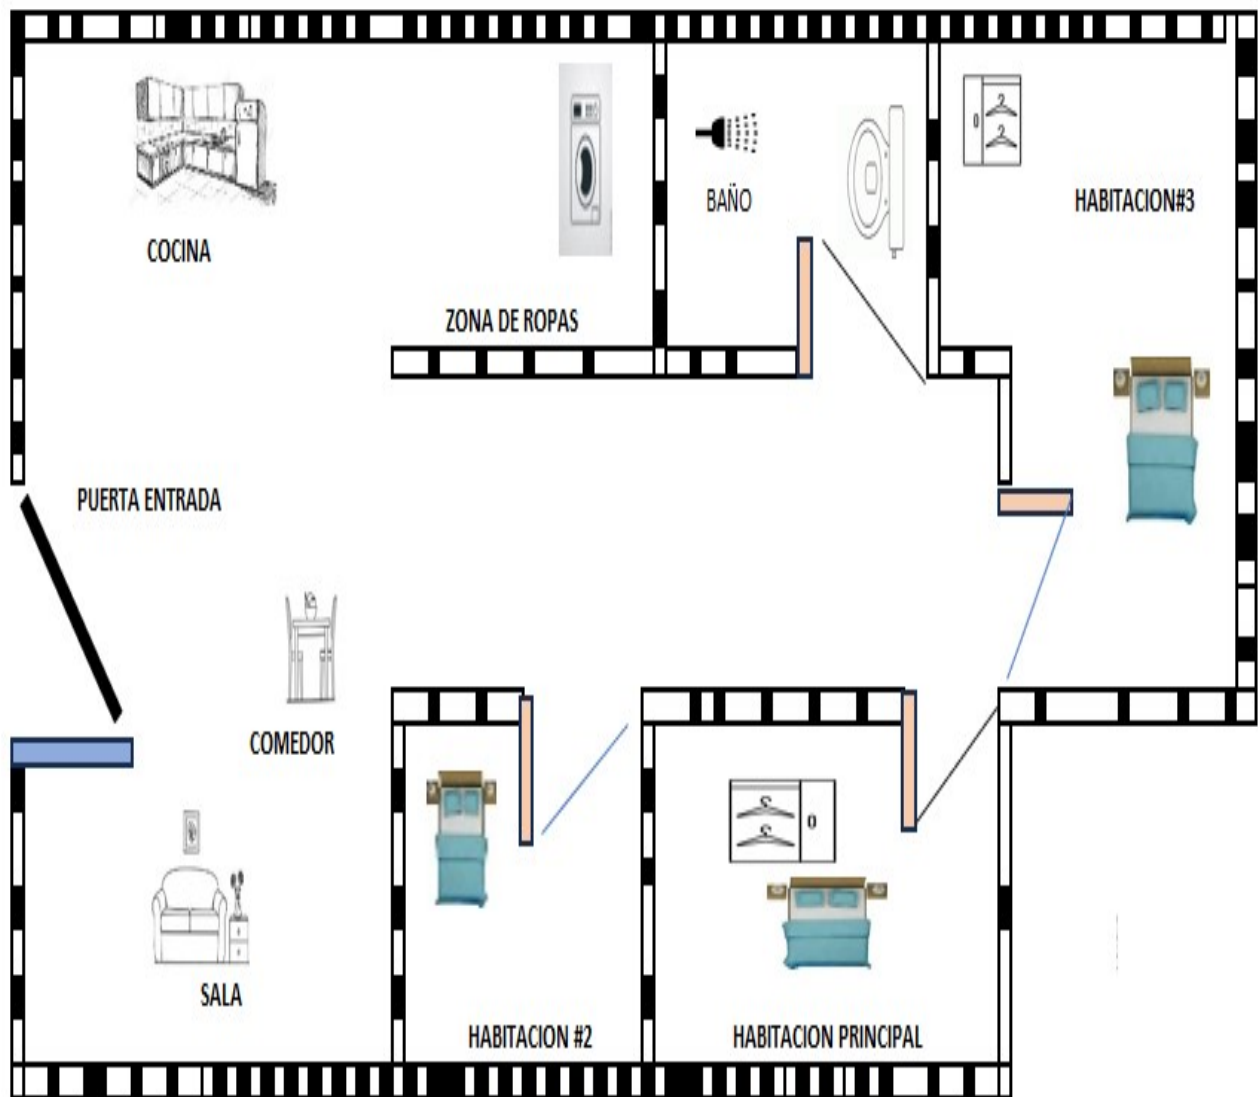 BAÑO
HABITACION#3
COCINA
ZONA DE ROPAS
PUERTA ENTRADA
COMEDOR
SALA
HABITACION #2
HABITACION PRINCIPAL